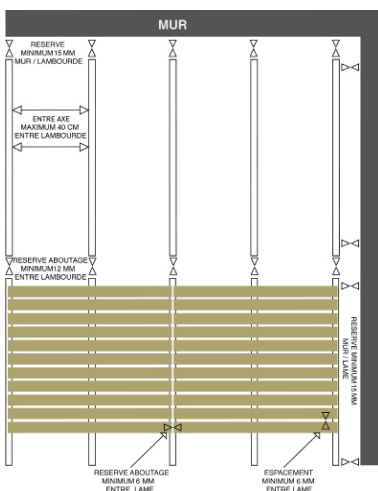 MUR
RESERVE
MINIMUM 15 MM
MUR / LAMBOURDE
ENTRE AXE
MAXIMUM 40 CM
ENTRE LAMBOURDE
RESERVE ABOUTAGE
MINIMUM12 MM
ENTRE LAMBOURDE
RESERVE MINIMUM 15 MM
MUR / LAME
RESERVE ABOUTAGE
MINIMUM 6 MM
ENTRE LAME
ESPACEMENT
MINIMUM 6 MM
ENTRE LAME